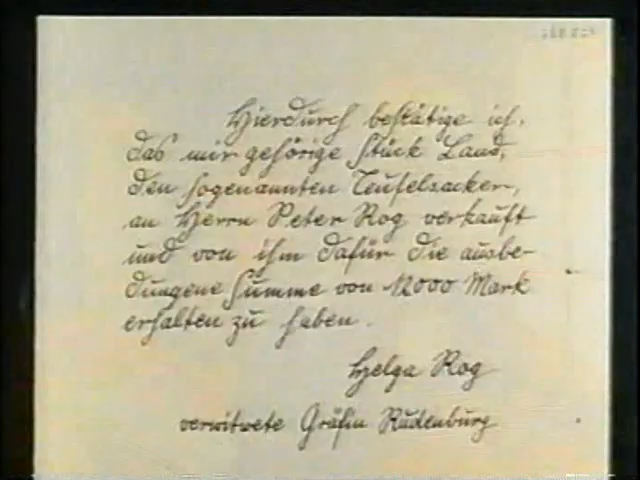 Hierdurch bestätige ich,
das mir gehörige Stück Land,
den sogenannten Teufelsacker,
an Herrn Peter Rog verkauft
und von ihm dafür die ausbe-
dungene Summe von 12000 Mark
erhalten zu haben.
Helga Rog
verwitwete Gräfin Rudenburg